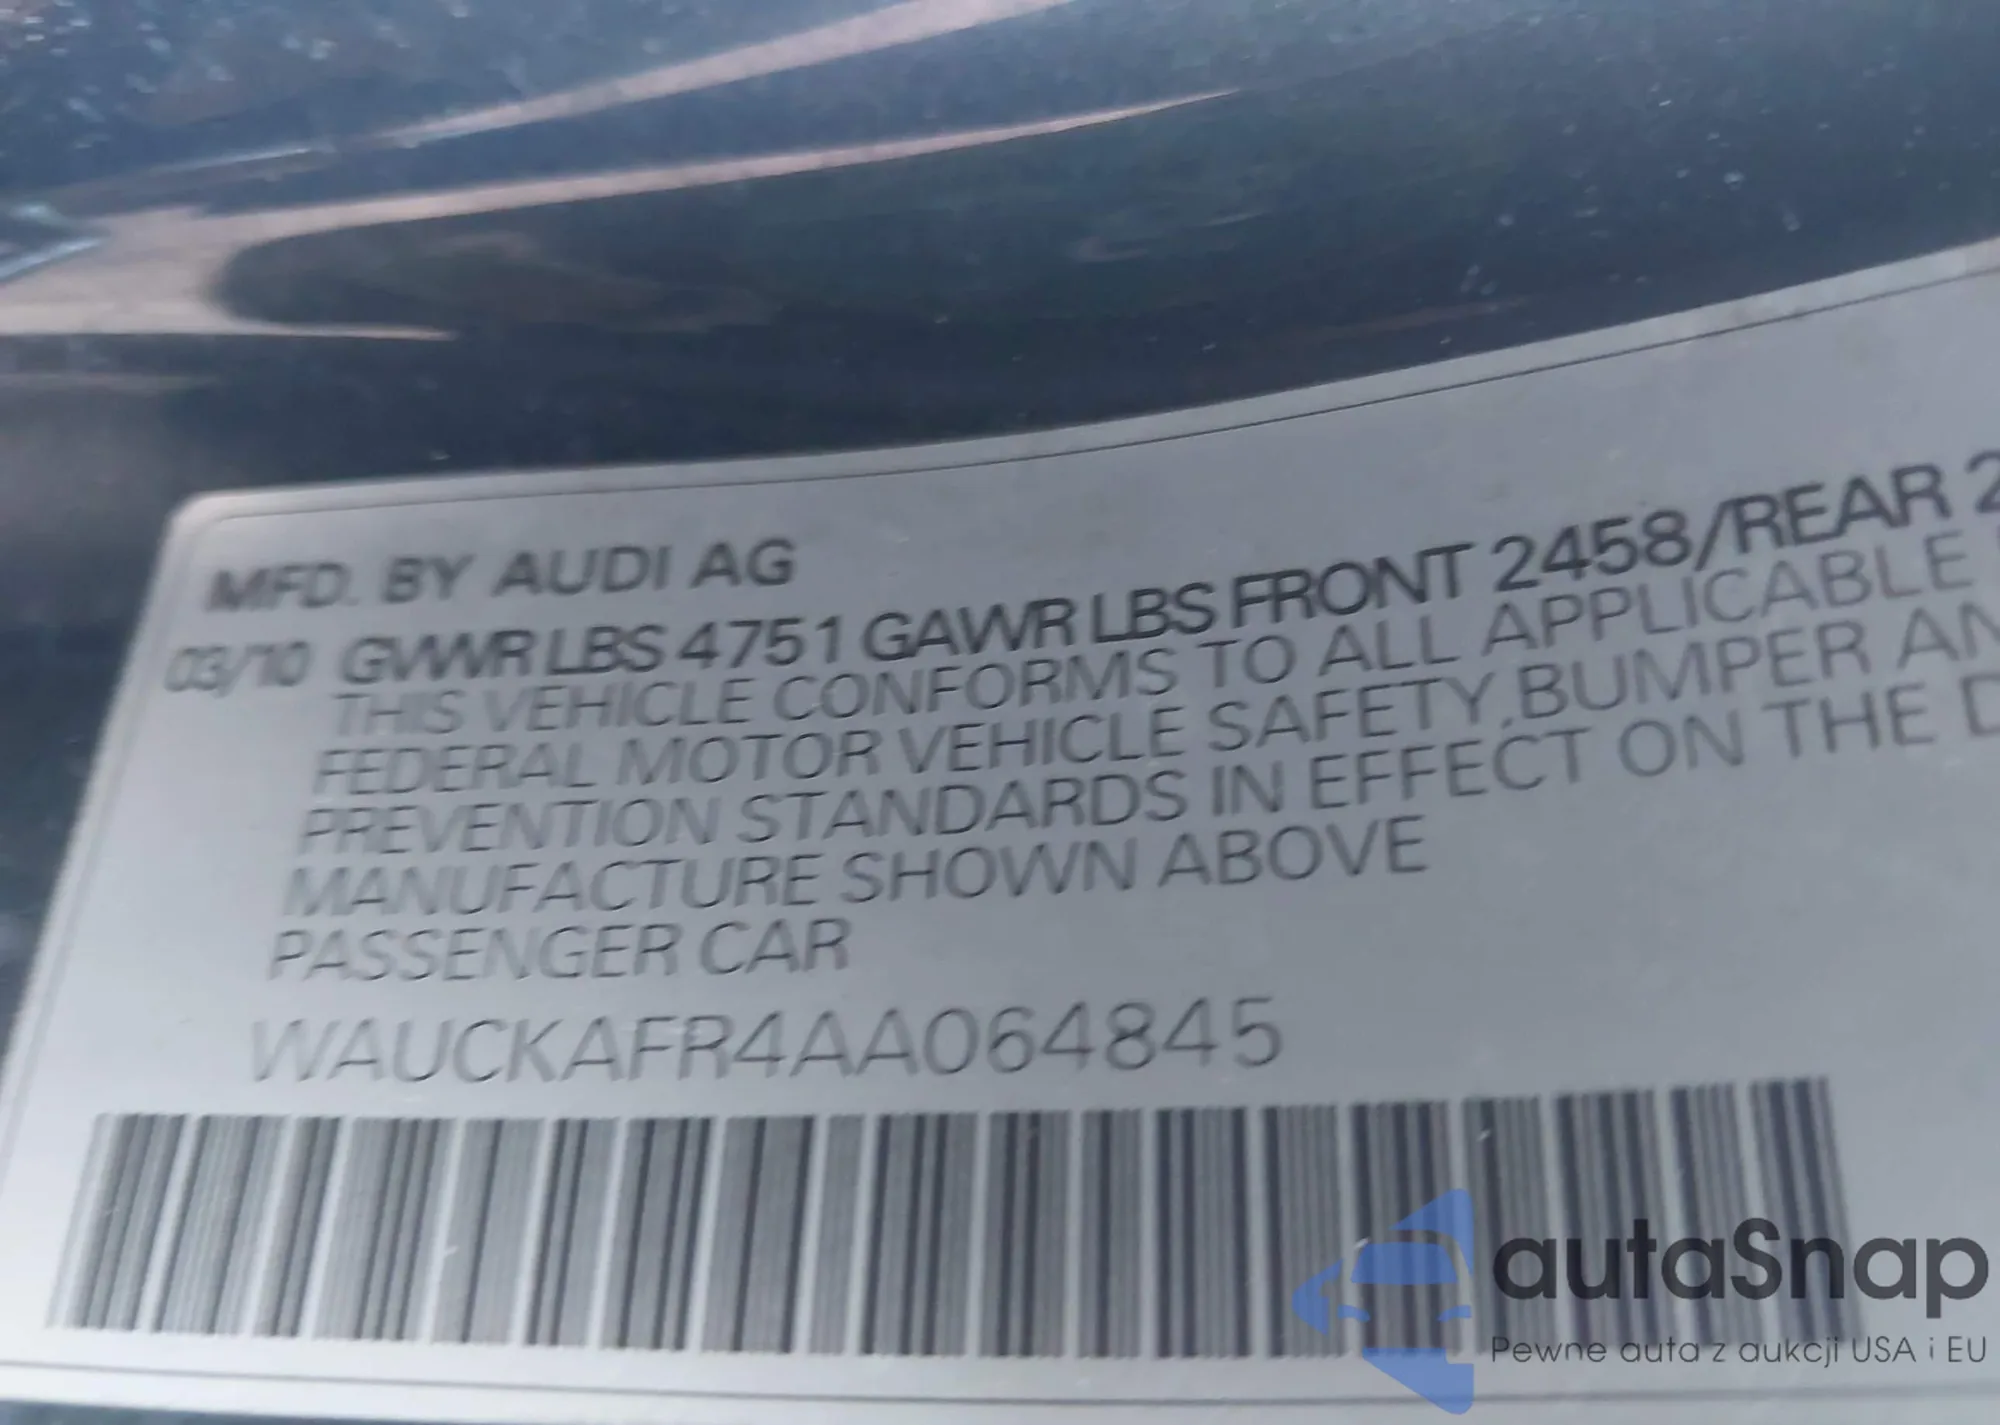 MFD. BY AUDI AG
03/10 GVWR LBS 4751 GAWR LBS FRONT 2458/REAR 2
THIS VEHICLE CONFORMS TO ALL APPLICABLE
FEDERAL MOTOR VEHICLE SAFETY, BUMPER AN
PREVENTION STANDARDS IN EFFECT ON THE D
MANUFACTURE SHOWN ABOVE
PASSENGER CAR
WAUCKAFR4AA064845
autaSnap
Pewne auta z aukcji USA i EU